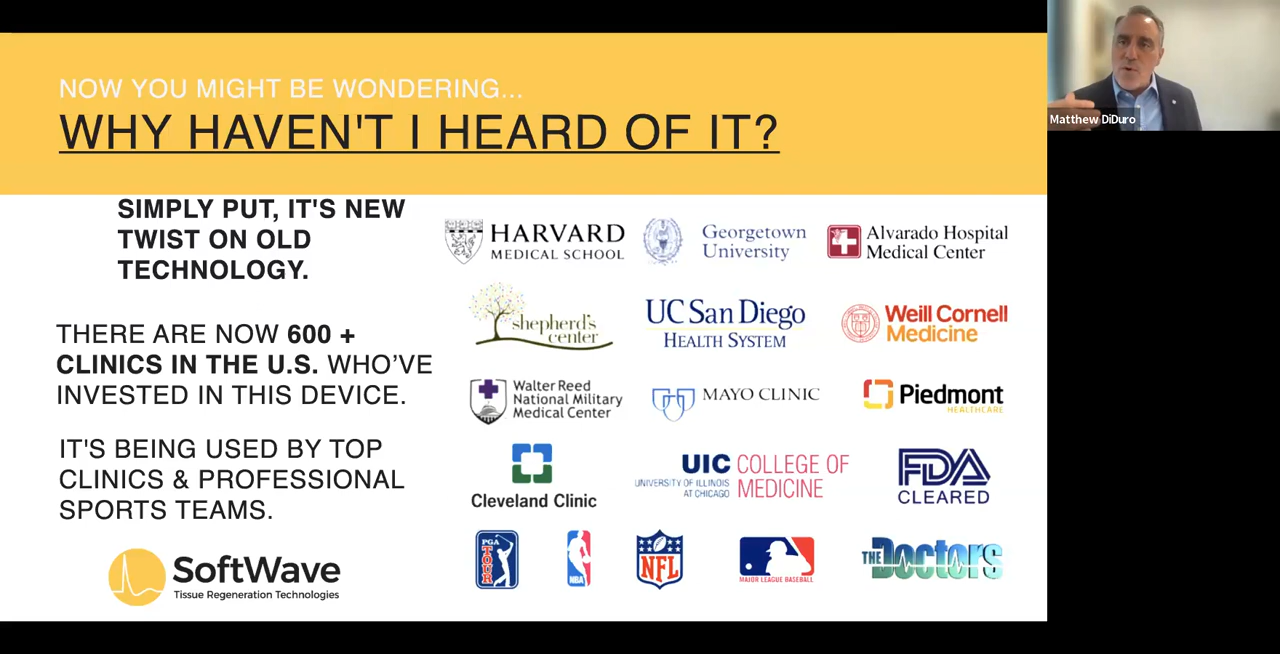 NOW YOU MIGHT BE WONDERING...
WHY HAVEN'T I HEARD OF IT?
Matthew DiDuro
SIMPLY PUT, IT'S NEW
TWIST ON OLD
TECHNOLOGY.
THERE ARE NOW 600 +
CLINICS IN THE U.S. WHO'VE
INVESTED IN THIS DEVICE.
IT'S BEING USED BY TOP
CLINICS & PROFESSIONAL
SPORTS TEAMS.
SoftWave
Tissue Regeneration Technologies
HARVARD
MEDICAL SCHOOL
Georgetown
University
Alvarado Hospital
Medical Center
shepherd's
center
UC San Diego
HEALTH SYSTEM
Weill Cornell
Medicine
Walter Reed
National Military
Medical Center
MAYO CLINIC
Piedmont
HEALTHCARE
Cleveland Clinic
UIC COLLEGE OF
MEDICINE
UNIVERSITY OF ILLINOIS
AT CHICAGO
FDA
CLEARED
PGA
TOUR
NBA
NFL
MAJOR LEAGUE BASEBALL
THE Doctors